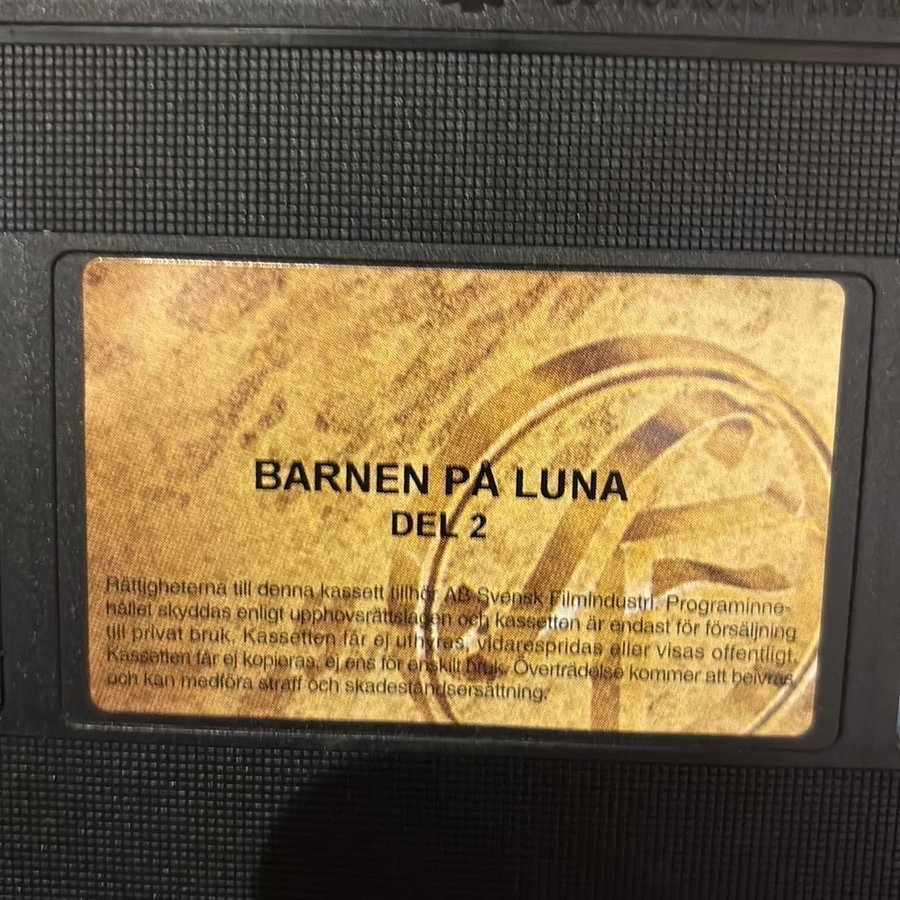 BARNEN PÅ LUNA
DEL 2
Rättigheterna till denna kassett tillhör AB Svensk Filmindustri. Programinne-
hållet skyddas enligt upphovsrättslagen och kassetten är endast för försäljning
till privat bruk. Kassetten får ej uthyras, vidarespridas eller visas offentligt.
Kassetten får ej kopieras, ej ens för enskilt bruk. Överträdelse kommer att beivras
och kan medföra straff och skadeståndsersättning.